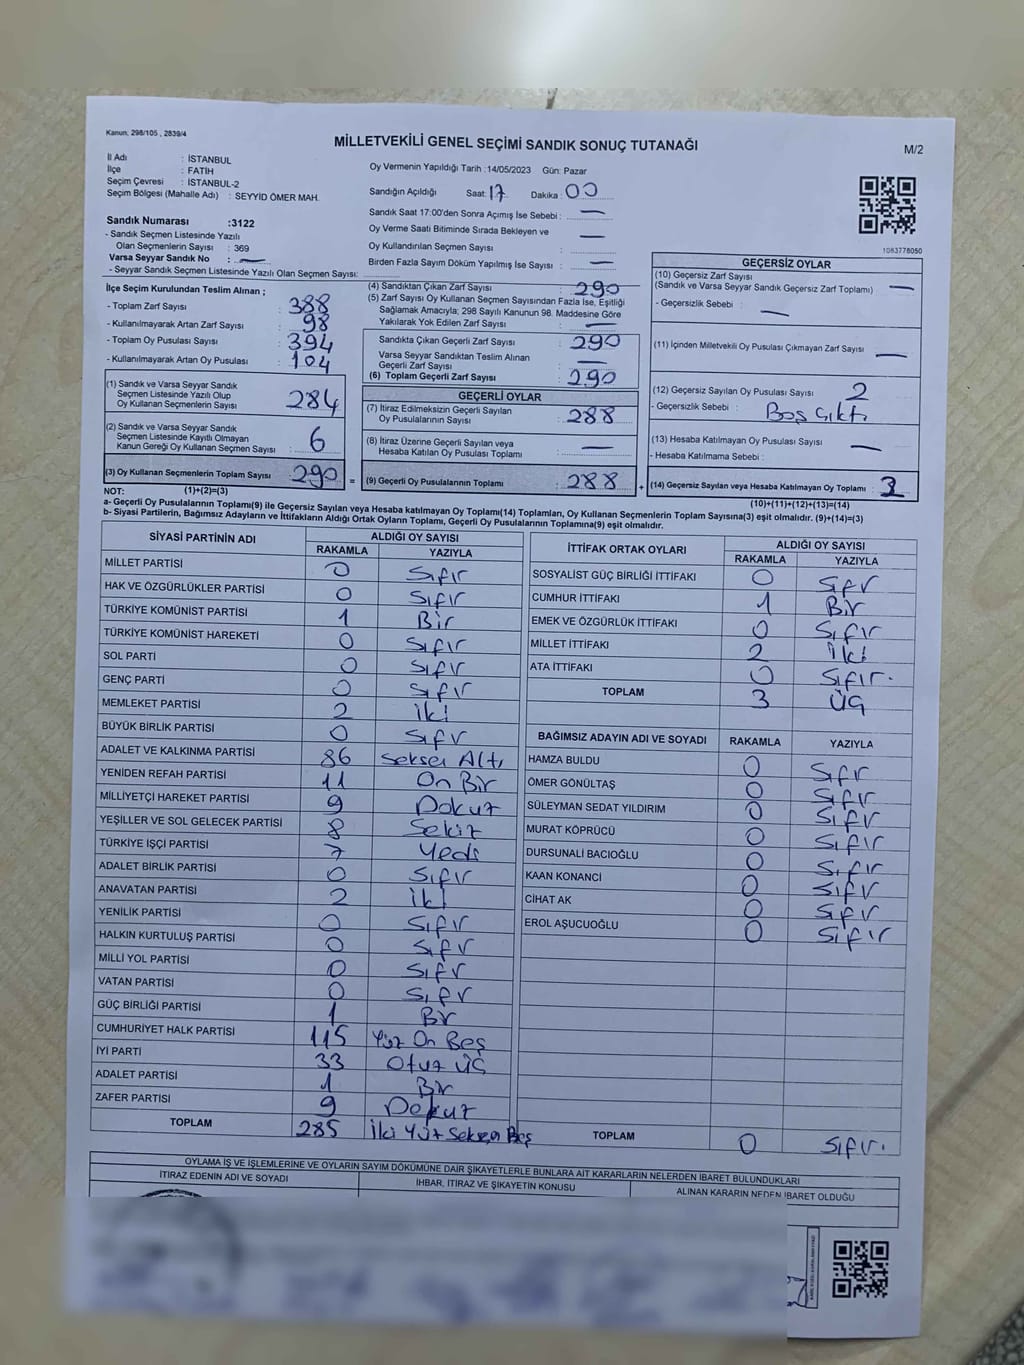 Kanun, 298/105 , 2839/4
MİLLETVEKİLİ GENEL SEÇİMİ SANDIK SONUÇ TUTANAĞI
M/2
İl Adı : İSTANBUL
İlçe : FATİH
Seçim Çevresi : İSTANBUL-2
Seçim Bölgesi (Mahalle Adı) : SEYYID ÖMER MAH.
Sandık Numarası :3122
- Sandık Seçmen Listesinde Yazılı
Olan Seçmenlerin Sayısı : 369
Varsa Seyyar Sandık No : —
- Seyyar Sandık Seçmen Listesinde Yazılı Olan Seçmen Sayısı:
Oy Vermenin Yapıldığı Tarih :14/05/2023 Gün: Pazar
Sandığın Açıldığı Saat: 17 Dakika : 00
Sandık Saat 17:00'den Sonra Açımış İse Sebebi : —
Oy Verme Saati Bitiminde Sırada Bekleyen ve —
Oy Kullandırılan Seçmen Sayısı :
Birden Fazla Sayım Döküm Yapılmış İse Sayısı : —
1083778050
İlçe Seçim Kurulundan Teslim Alınan ;
- Toplam Zarf Sayısı : 388
- Kullanılmayarak Artan Zarf Sayısı : 98
- Toplam Oy Pusulası Sayısı : 394
- Kullanılmayarak Artan Oy Pusulası : 104
(1) Sandık ve Varsa Seyyar Sandık
Seçmen Listesinde Yazılı Olup
Oy Kullanan Seçmenlerin Sayısı : 284
(2) Sandık ve Varsa Seyyar Sandık
Seçmen Listesinde Kayıtlı Olmayan
Kanun Gereği Oy Kullanan Seçmen Sayısı : 6
(3) Oy Kullanan Seçmenlerin Toplam Sayısı : 290
(4) Sandıktan Çıkan Zarf Sayısı : 290
(5) Zarf Sayısı Oy Kullanan Seçmen Sayısından Fazla İse, Eşitliği
Sağlamak Amacıyla; 298 Sayılı Kanunun 98. Maddesine Göre
Yakılarak Yok Edilen Zarf Sayısı : —
Sandıkta Çıkan Geçerli Zarf Sayısı : 290
Varsa Seyyar Sandıktan Teslim Alınan
Geçerli Zarf Sayısı : —
(6) Toplam Geçerli Zarf Sayısı : 290
GEÇERLİ OYLAR
(7) İtiraz Edilmeksizin Geçerli Sayılan
Oy Pusulalarının Sayısı : 288
(8) İtiraz Üzerine Geçerli Sayılan veya
Hesaba Katılan Oy Pusulası Toplamı : —
= (9) Geçerli Oy Pusulalarının Toplamı : 288 +
GEÇERSİZ OYLAR
(10) Geçersiz Zarf Sayısı
(Sandık ve Varsa Seyyar Sandık Geçersiz Zarf Toplamı) —
- Geçersizlik Sebebi : —
(11) İçinden Milletvekili Oy Pusulası Çıkmayan Zarf Sayısı —
(12) Geçersiz Sayılan Oy Pusulası Sayısı 2
- Geçersizlik Sebebi : Boş Çıktı
(13) Hesaba Katılmayan Oy Pusulası Sayısı —
- Hesaba Katılmama Sebebi :
(14) Geçersiz Sayılan veya Hesaba Katılmayan Oy Toplamı :
NOT: (1)+(2)=(3)
(10)+(11)+(12)+(13)=(14)
a- Geçerli Oy Pusulalarının Toplamı(9) ile Geçersiz Sayılan veya Hesaba katılmayan Oy Toplamı(14) Toplamları, Oy Kullanan Seçmenlerin Toplam Sayısına(3) eşit olmalıdır. (9)+(14)=(3)
b- Siyasi Partilerin, Bağımsız Adayların ve İttifakların Aldığı Ortak Oyların Toplamı, Geçerli Oy Pusulalarının Toplamına(9) eşit olmalıdır.
SİYASİ PARTİNİN ADI ALDIĞI OY SAYISI
RAKAMLA YAZIYLA
MİLLET PARTİSİ 0 Sıfır
HAK VE ÖZGÜRLÜKLER PARTİSİ 0 Sıfır
TÜRKİYE KOMÜNİST PARTİSİ 1 Bir
TÜRKİYE KOMÜNİST HAREKETİ 0 Sıfır
SOL PARTİ 0 Sıfır
GENÇ PARTİ 0 Sıfır
MEMLEKET PARTİSİ 2 İki
BÜYÜK BİRLİK PARTİSİ 0 Sıfır
ADALET VE KALKINMA PARTİSİ 86 Seksen Altı
YENİDEN REFAH PARTİSİ 11 On Bir
MİLLİYETÇİ HAREKET PARTİSİ 9 Dokuz
YEŞİLLER VE SOL GELECEK PARTİSİ 8 Sekiz
TÜRKİYE İŞÇİ PARTİSİ 7 Yedi
ADALET BİRLİK PARTİSİ 0 Sıfır
ANAVATAN PARTİSİ 2 İki
YENİLİK PARTİSİ 0 Sıfır
HALKIN KURTULUŞ PARTİSİ 0 Sıfır
MİLLİ YOL PARTİSİ 0 Sıfır
VATAN PARTİSİ 0 Sıfır
GÜÇ BİRLİĞİ PARTİSİ 1 Bir
CUMHURİYET HALK PARTİSİ 115 Yüz On Beş
İYİ PARTİ 33 Otuz Üç
ADALET PARTİSİ 1 Bir
ZAFER PARTİSİ 9 Dokuz
TOPLAM 285 İki Yüz Seksen Beş
İTTİFAK ORTAK OYLARI ALDIĞI OY SAYISI
RAKAMLA YAZIYLA
SOSYALİST GÜÇ BİRLİĞİ İTTİFAKI 0 Sıfır
CUMHUR İTTİFAKI 1 Bir
EMEK VE ÖZGÜRLÜK İTTİFAKI 0 Sıfır
MİLLET İTTİFAKI 2 İki
ATA İTTİFAKI 0 Sıfır.
TOPLAM 3 Üç
BAĞIMSIZ ADAYIN ADI VE SOYADI RAKAMLA YAZIYLA
HAMZA BULDU 0 Sıfır
ÖMER GÖNÜLTAŞ 0 Sıfır
SÜLEYMAN SEDAT YILDIRIM 0 Sıfır
MURAT KÖPRÜCÜ 0 Sıfır
DURSUNALİ BACIOĞLU 0 Sıfır
KAAN KONANCİ 0 Sıfır
CİHAT AK 0 Sıfır
EROL AŞUCUOĞLU 0 Sıfır
TOPLAM 0 Sıfır.
OYLAMA İŞ VE İŞLEMLERİNE VE OYLARIN SAYIM DÖKÜMÜNE DAİR ŞİKAYETLERLE BUNLARA AİT KARARLARIN NELERDEN İBARET BULUNDUKLARI
İTİRAZ EDENİN ADI VE SOYADI İHBAR, İTİRAZ VE ŞİKAYETİN KONUSU ALINAN KARARIN NEDEN İBARET OLDUĞU